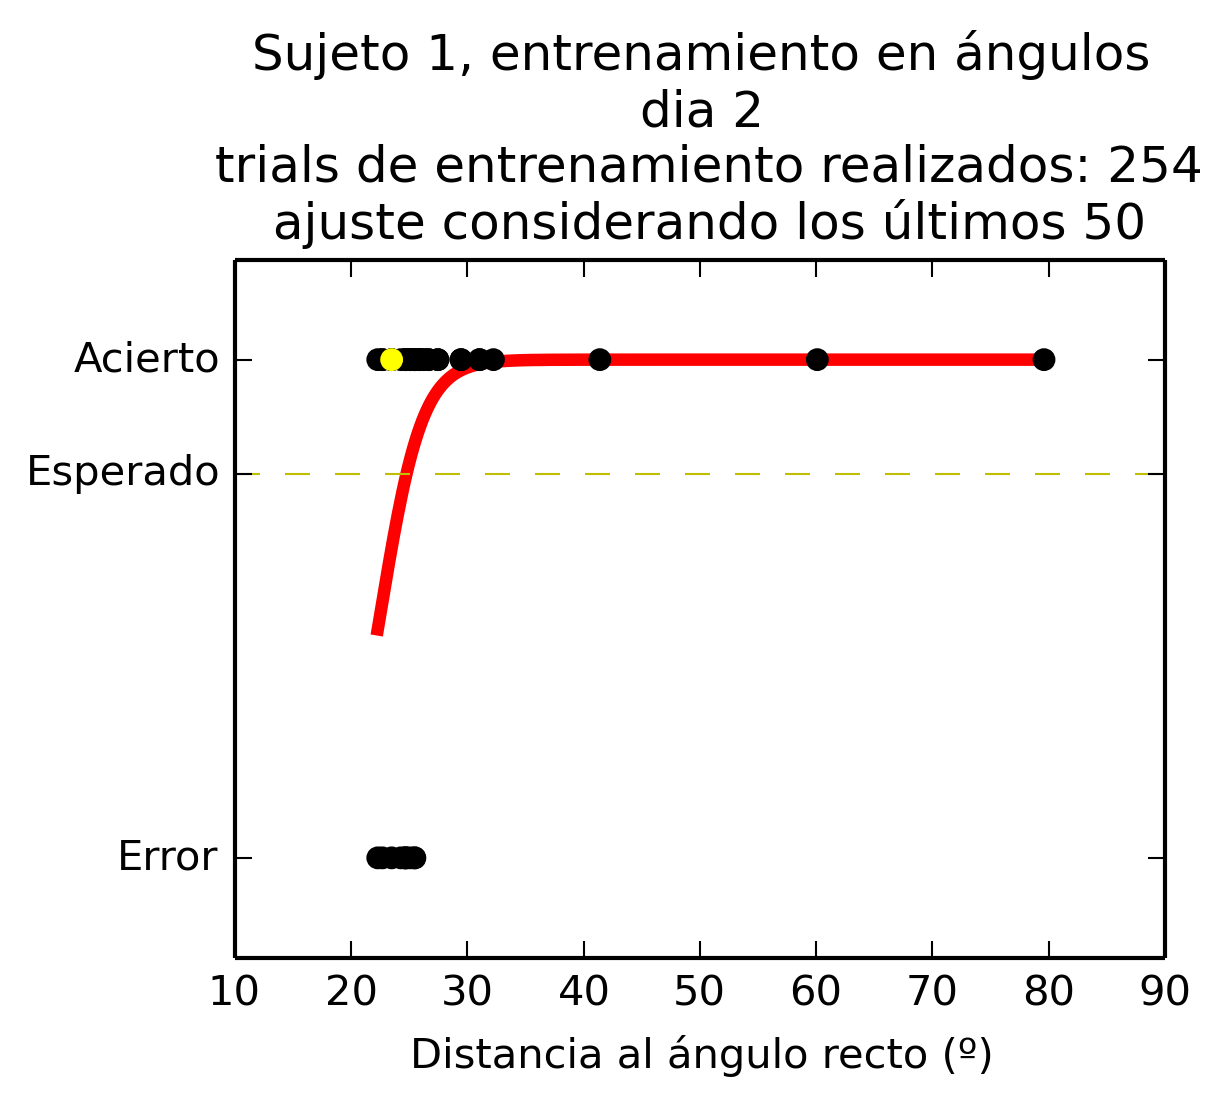 Sujeto 1, entrenamiento en ángulos
dia 2
trials de entrenamiento realizados: 254
ajuste considerando los últimos 50
Acierto
Esperado
Error
10 20 30 40 50 60 70 80 90
Distancia al ángulo recto (º)